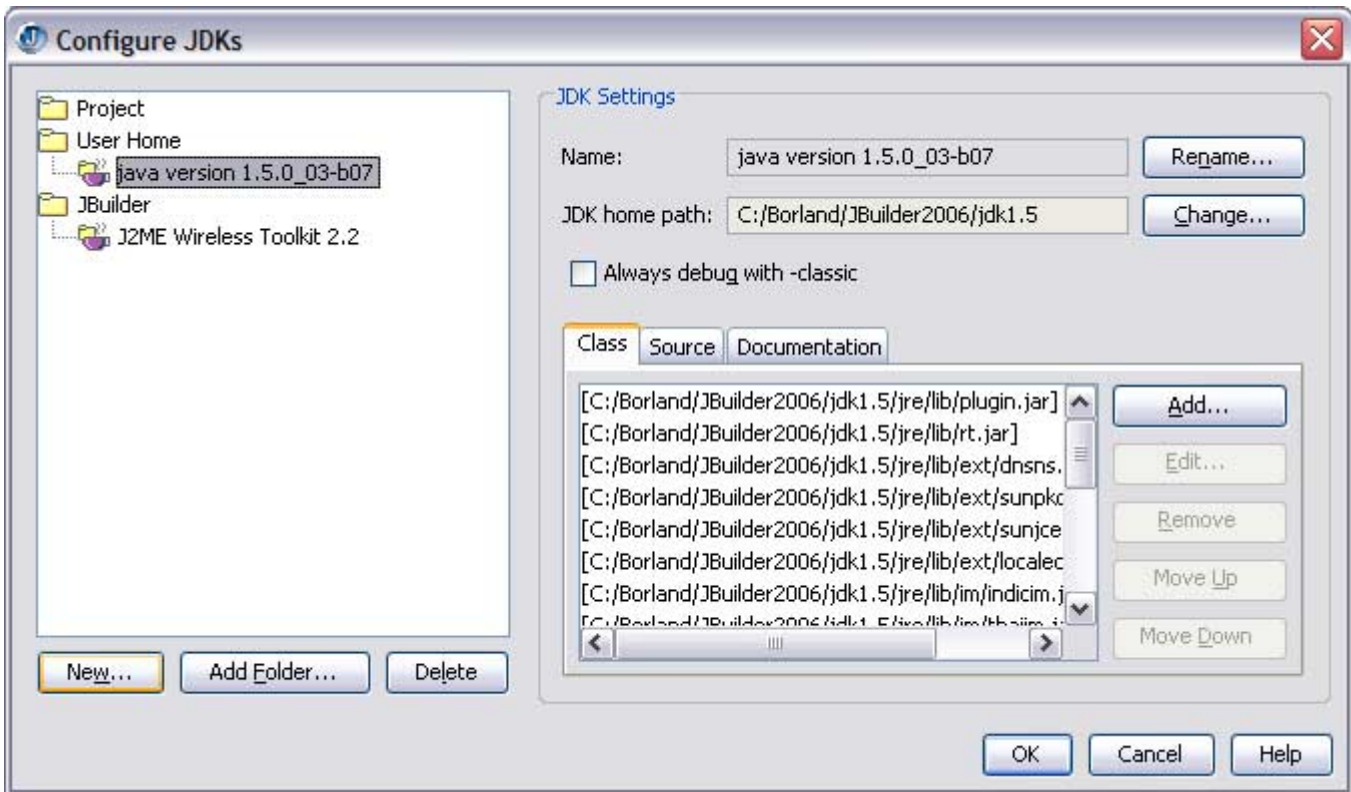 Configure JDKs
Project
User Home
java version 1.5.0_03-b07
JBuilder
J2ME Wireless Toolkit 2.2
New...
Add Folder...
Delete
JDK Settings
Name:
java version 1.5.0_03-b07
Rename...
JDK home path:
C:/Borland/JBuilder2006/jdk1.5
Change...
Always debug with -classic
Class
Source
Documentation
[C:/Borland/JBuilder2006/jdk1.5/jre/lib/plugin.jar]
[C:/Borland/JBuilder2006/jdk1.5/jre/lib/rt.jar]
[C:/Borland/JBuilder2006/jdk1.5/jre/lib/ext/dnsns.
[C:/Borland/JBuilder2006/jdk1.5/jre/lib/ext/sunpkc
[C:/Borland/JBuilder2006/jdk1.5/jre/lib/ext/sunjce
[C:/Borland/JBuilder2006/jdk1.5/jre/lib/ext/localec
[C:/Borland/JBuilder2006/jdk1.5/jre/lib/im/indicim.j
Add...
Edit...
Remove
Move Up
Move Down
OK
Cancel
Help